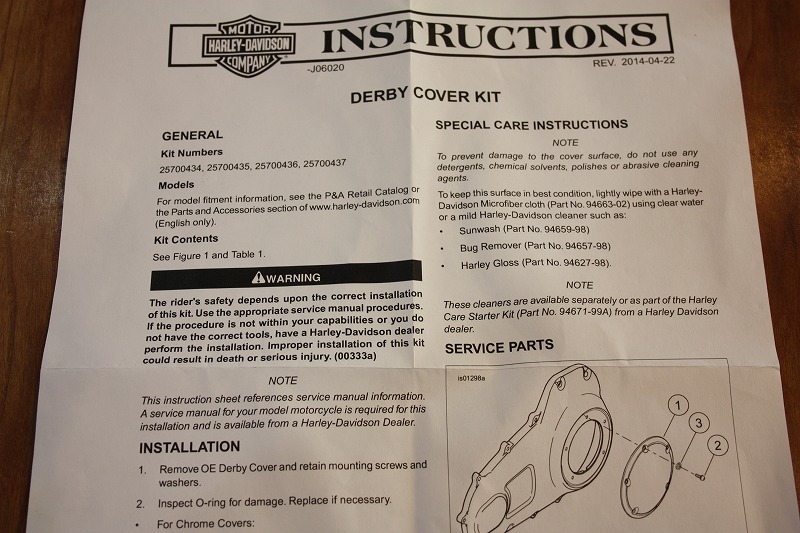 MOTOR
HARLEY-DAVIDSON
COMPANY
INSTRUCTIONS
-J06020
REV. 2014-04-22
DERBY COVER KIT
GENERAL
Kit Numbers
25700434, 25700435, 25700436, 25700437
Models
For model fitment information, see the P&A Retail Catalog or
the Parts and Accessories section of www.harley-davidson.com
(English only).
Kit Contents
See Figure 1 and Table 1.
WARNING
The rider's safety depends upon the correct installation
of this kit. Use the appropriate service manual procedures.
If the procedure is not within your capabilities or you do
not have the correct tools, have a Harley-Davidson dealer
perform the installation. Improper installation of this kit
could result in death or serious injury. (00333a)
NOTE
This instruction sheet references service manual information.
A service manual for your model motorcycle is required for this
installation and is available from a Harley-Davidson Dealer.
INSTALLATION
1. Remove OE Derby Cover and retain mounting screws and
washers.
2. Inspect O-ring for damage. Replace if necessary.
• For Chrome Covers:
SPECIAL CARE INSTRUCTIONS
NOTE
To prevent damage to the cover surface, do not use any
detergents, chemical solvents, polishes or abrasive cleaning
agents.
To keep this surface in best condition, lightly wipe with a Harley-
Davidson Microfiber cloth (Part No. 94663-02) using clear water
or a mild Harley-Davidson cleaner such as:
• Sunwash (Part No. 94659-98)
• Bug Remover (Part No. 94657-98)
• Harley Gloss (Part No. 94627-98).
NOTE
These cleaners are available separately or as part of the Harley
Care Starter Kit (Part No. 94671-99A) from a Harley Davidson
dealer.
SERVICE PARTS
is01298a
1
3
2